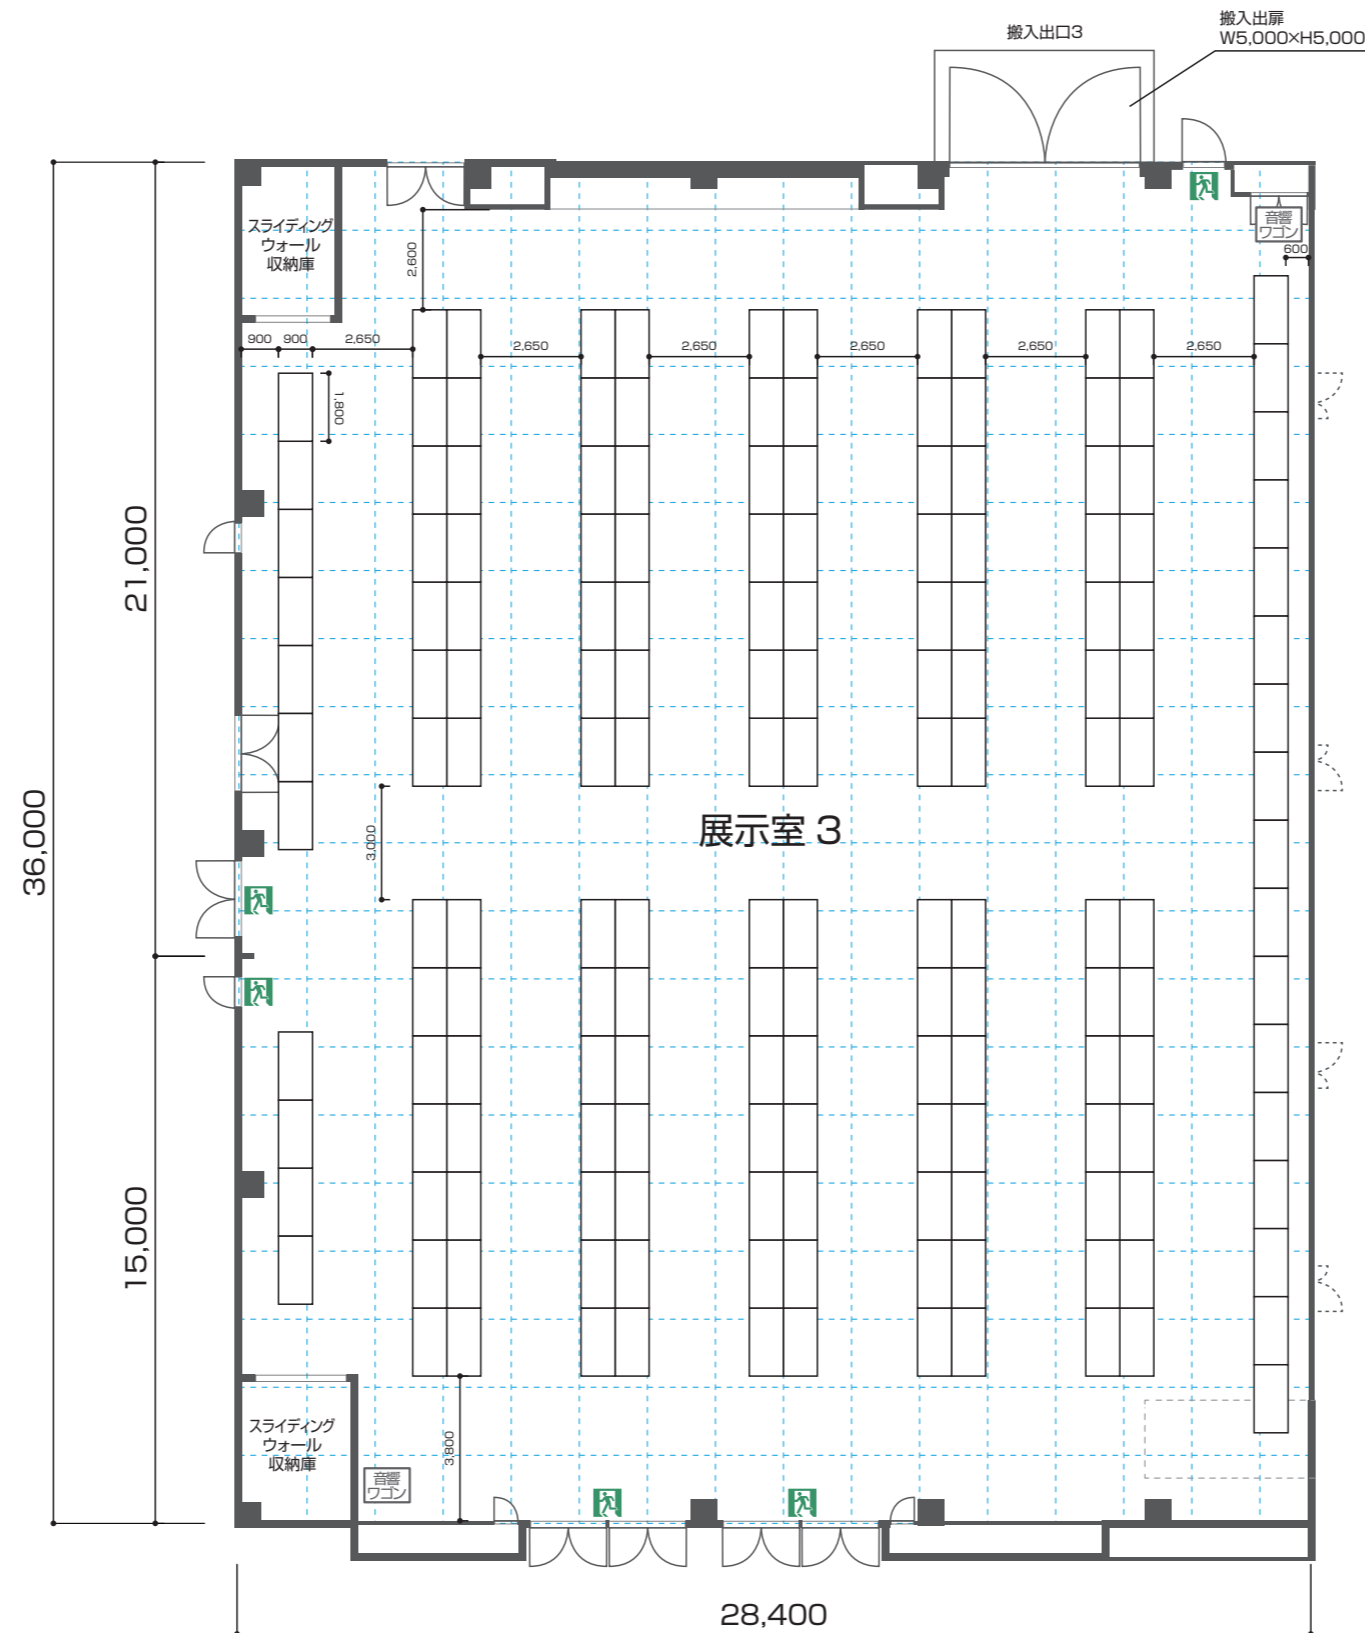 搬入出扉
W5,000×H5,000
搬入出口3
スライディング
ウォール
収納庫
音響
ワゴン
600
2,600
900
900
2,650
2,650
2,650
2,650
2,650
2,650
1,800
21,000
36,000
3,000
展示室 3
15,000
スライディング
ウォール
収納庫
3,800
音響
ワゴン
28,400